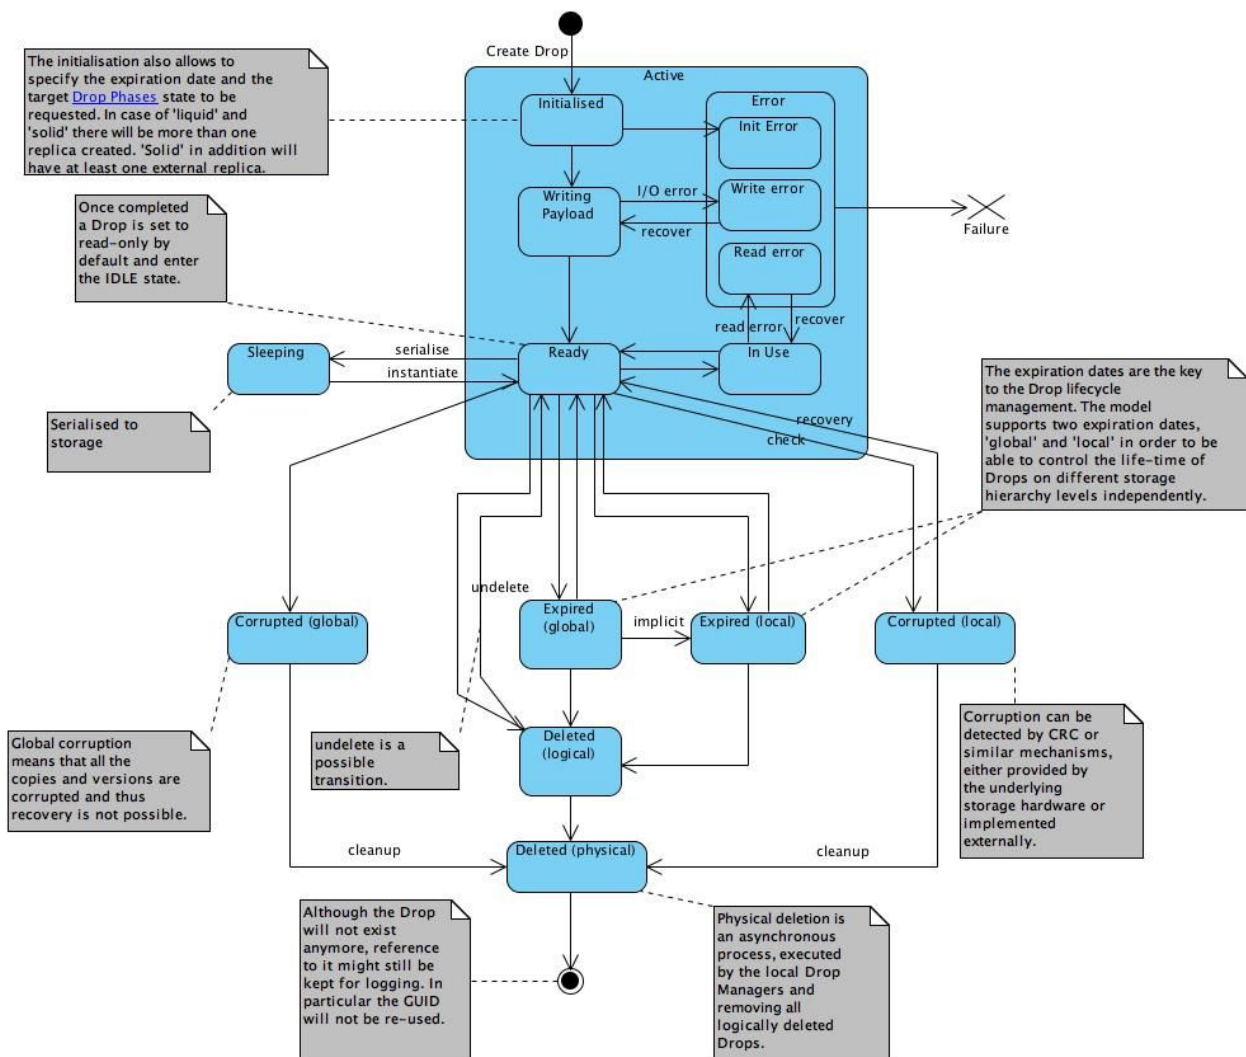 Create Drop
The initialisation also allows to
specify the expiration date and the
target Drop Phases state to be
requested. In case of 'liquid' and
'solid' there will be more than one
replica created. 'Solid' in addition will
have at least one external replica.
Active
Initialised
Error
Init Error
Writing
Payload
I/O error
Write error
recover
Failure
Once completed
a Drop is set to
read-only by
default and enter
the IDLE state.
Read error
read error
recover
Sleeping
serialise
instantiate
Ready
In Use
Serialised to
storage
The expiration dates are the key
to the Drop lifecycle
management. The model
supports two expiration dates,
'global' and 'local' in order to be
able to control the life-time of
Drops on different storage
hierarchy levels independently.
recovery
check
undelete
Corrupted (global)
Expired
(global)
implicit
Expired (local)
Corrupted (local)
Global corruption
means that all the
copies and versions are
corrupted and thus
recovery is not possible.
undelete is a
possible
transition.
Deleted
(logical)
Corruption can be
detected by CRC or
similar mechanisms,
either provided by
the underlying
storage hardware or
implemented
externally.
cleanup
Deleted (physical)
cleanup
Although the Drop
will not exist
anymore, reference
to it might still be
kept for logging. In
particular the GUID
will not be re-used.
Physical deletion is
an asynchronous
process, executed
by the local Drop
Managers and
removing all
logically deleted
Drops.